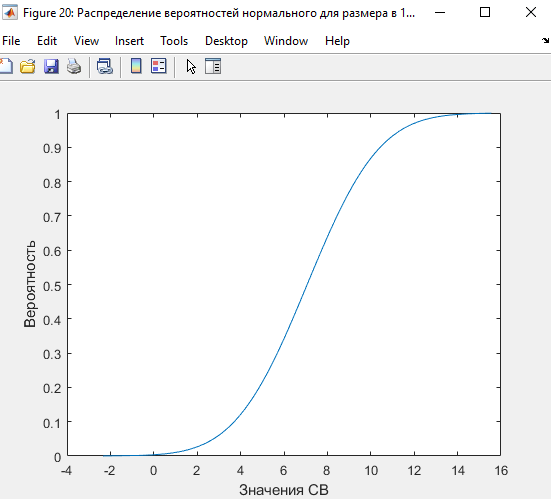 Figure 20: Распределение вероятностей нормального для размера в 1...
File Edit View Insert Tools Desktop Window Help
1
0.9
0.8
0.7
0.6
0.5
0.4
0.3
0.2
0.1
0
Вероятность
-4 -2 0 2 4 6 8 10 12 14 16
Значения СВ